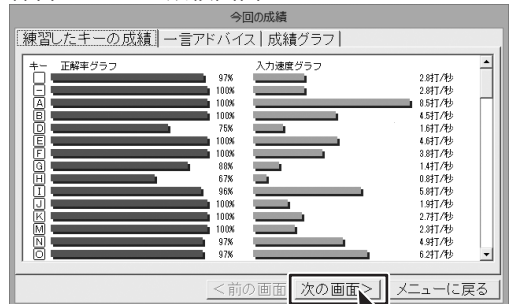 今回の成績
練習したキーの成績 一言アドバイス 成績グラフ
キー 正解率グラフ 入力速度グラフ
97% 2.8打/秒
- 100% 2.8打/秒
A 100% 8.5打/秒
B 100% 4.5打/秒
D 75% 1.6打/秒
E 100% 4.6打/秒
F 100% 3.8打/秒
G 88% 1.4打/秒
H 67% 0.8打/秒
I 96% 5.8打/秒
J 100% 1.9打/秒
K 100% 2.7打/秒
M 100% 2.3打/秒
N 97% 4.9打/秒
O 97% 6.2打/秒
<前の画面 次の画面> メニューに戻る